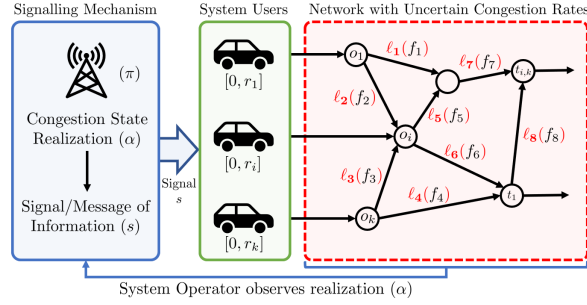 Signalling Mechanism
System Users
Network with Uncertain Congestion Rates
(π)
Congestion State
Realization (α)
Signal/Message of
Information (s)
Signal
s
[0, r₁]
[0, rᵢ]
[0, rₖ]
o₁
oᵢ
oₖ
tᵢ,ₖ
t₁
ℓ₁(f₁)
ℓ₂(f₂)
ℓ₃(f₃)
ℓ₄(f₄)
ℓ₅(f₅)
ℓ₆(f₆)
ℓ₇(f₇)
ℓ₈(f₈)
System Operator observes realization (α)